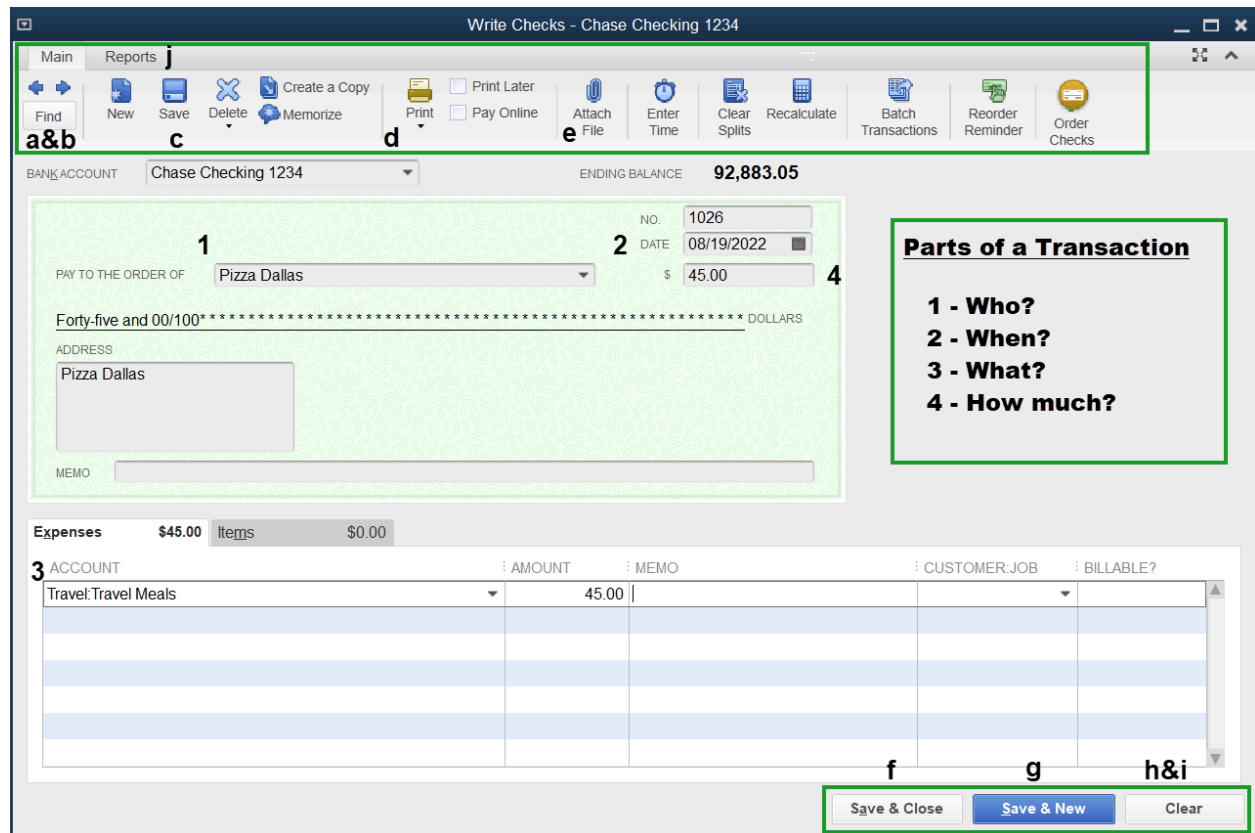 Write Checks - Chase Checking 1234
Main Reports j
Find New Save Delete Create a Copy Memorize Print Print Later Pay Online Attach File Enter Time Clear Splits Recalculate Batch Transactions Reorder Reminder Order Checks
a&b c d e
BANK ACCOUNT Chase Checking 1234 ENDING BALANCE 92,883.05
NO. 1026
1 2 DATE 08/19/2022
PAY TO THE ORDER OF Pizza Dallas $ 45.00 4
Forty-five and 00/100* * * * * * * * * * * * * * * * * * * * * * * * * * * * * * * * * * * * * * * * * * * * * * * * * * * * * * * * * * DOLLARS
ADDRESS
Pizza Dallas
MEMO
Parts of a Transaction
1 - Who?
2 - When?
3 - What?
4 - How much?
Expenses $45.00 Items $0.00
3 ACCOUNT AMOUNT MEMO CUSTOMER:JOB BILLABLE?
Travel:Travel Meals 45.00
f g h&i
Save & Close Save & New Clear